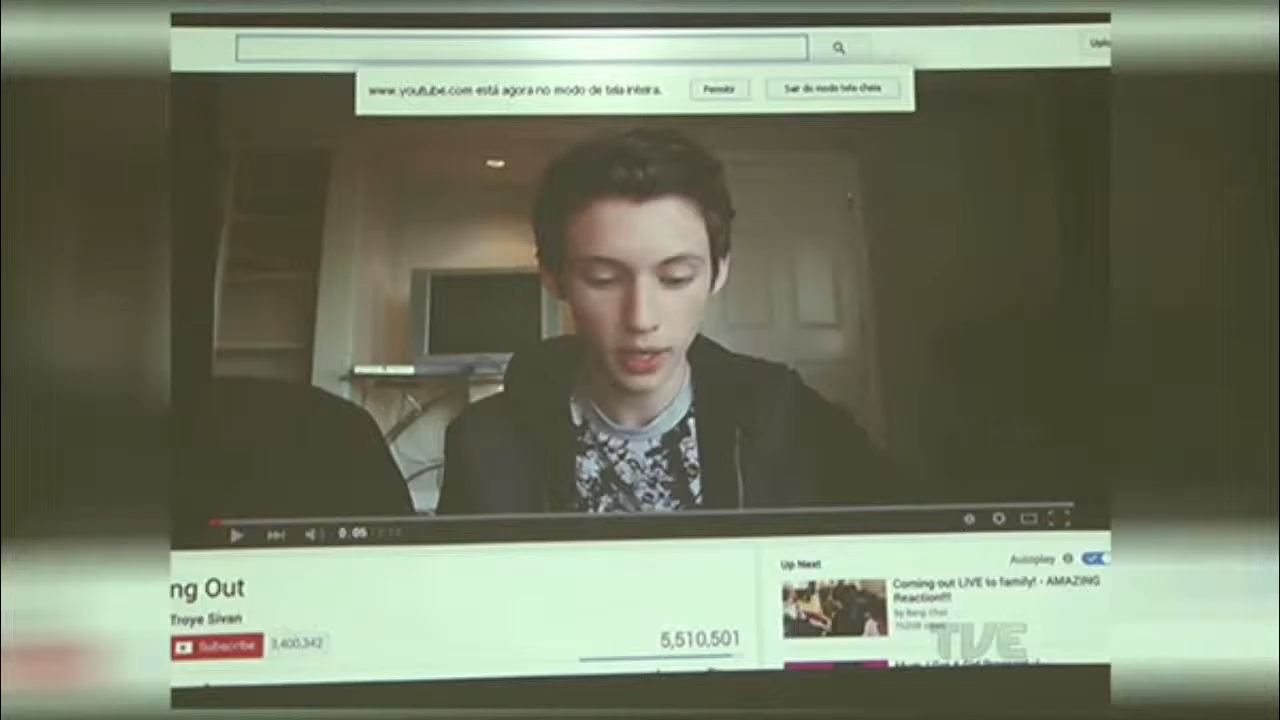 Uplo
www.youtube.com está agora no modo de tela inteira.
Permitir
Sair do modo tela cheia
0:05
ng Out
Troye Sivan
Subscribe
3,400,342
5,510,501
Up Next
Autoplay
Coming out LIVE to family! - AMAZING
Reaction!!!
TVE